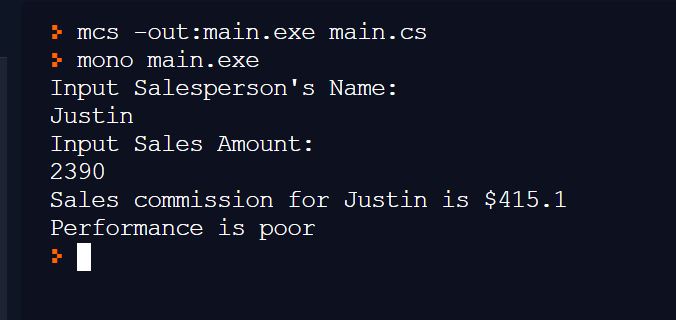 mcs -out:main.exe main.cs
mono main.exe
Input Salesperson's Name:
Justin
Input Sales Amount:
2390
Sales commission for Justin is $415.1
Performance is poor